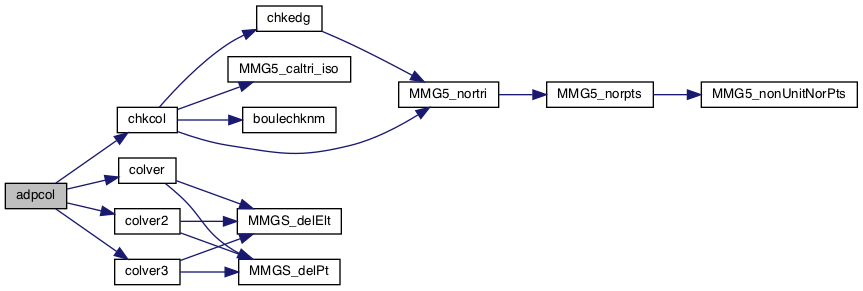 chkedg
MMG5_caltri_iso
MMG5_nortri
MMG5_norpts
MMG5_nonUnitNorPts
chkcol
boulechknm
colver
adpcol
colver2
MMGS_delElt
colver3
MMGS_delPt